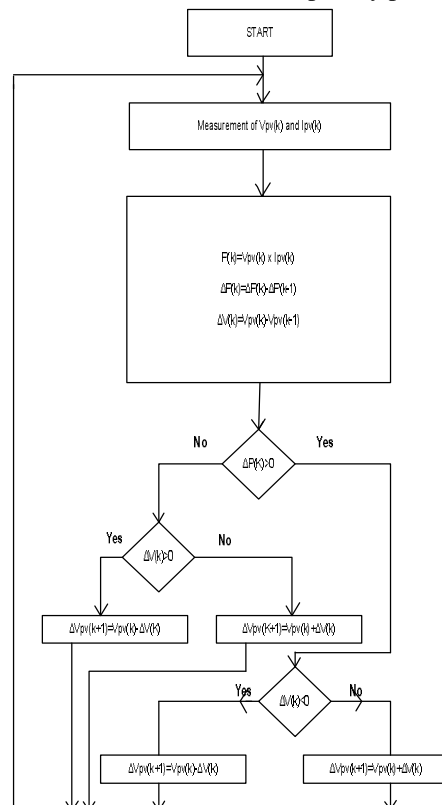 START
Measurement of Vpv(k) and Ipv(k)
P(k)=Vpv(k) x Ipv(k)
ΔP(k)=ΔP(k)-ΔP(k-1)
ΔV(k)=Vpv(k)-Vpv(k-1)
No
Yes
ΔP(K)>0
Yes
No
ΔV(k)>0
ΔVpv(k+1)=Vpv(k)-ΔV(K)
ΔVpv(K+1)=Vpv(k)+ΔV(k)
Yes
No
ΔV(k)<0
ΔVpv(k+1)=Vpv(k)-ΔV(k)
ΔVpv(k+1)=Vpv(k)+ΔV(k)